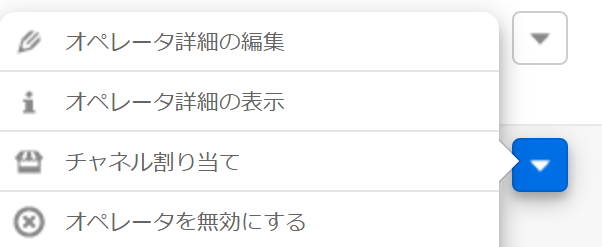 オペレータ詳細の編集
オペレータ詳細の表示
チャネル割り当て
オペレータを無効にする